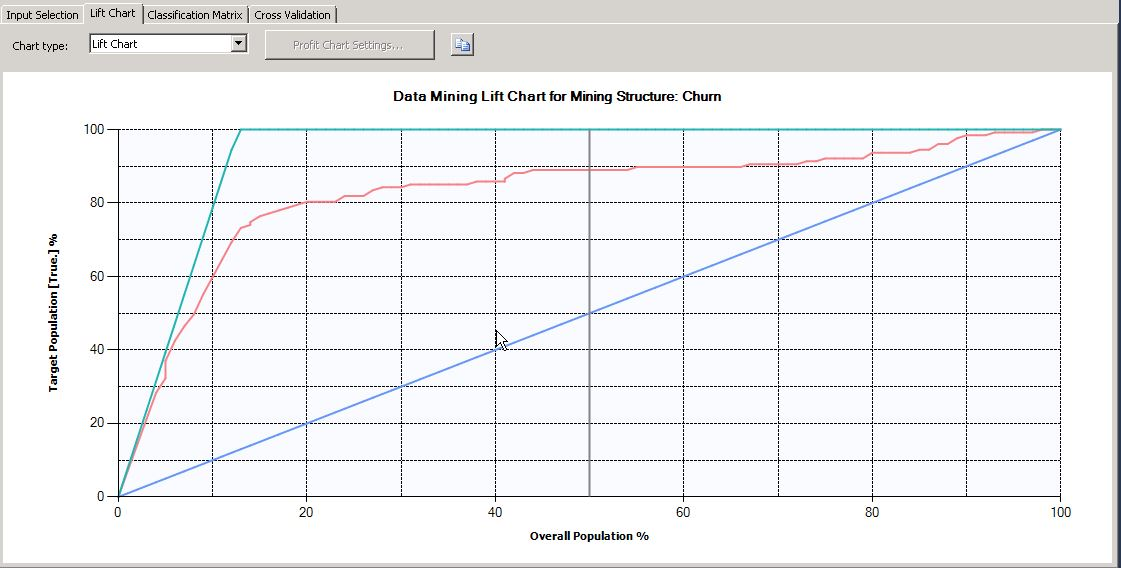 Input Selection Lift Chart Classification Matrix Cross Validation
Chart type: Lift Chart Profit Chart Settings...
Data Mining Lift Chart for Mining Structure: Churn
100
80
60
40
20
0
Target Population [True.] %
0 20 40 60 80 100
Overall Population %